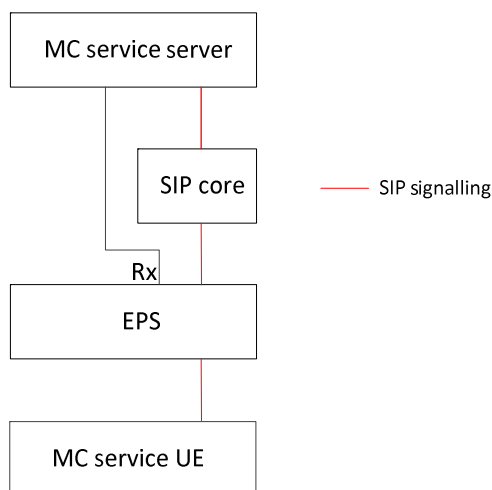 MC service server
SIP core
SIP signalling
Rx
EPS
MC service UE